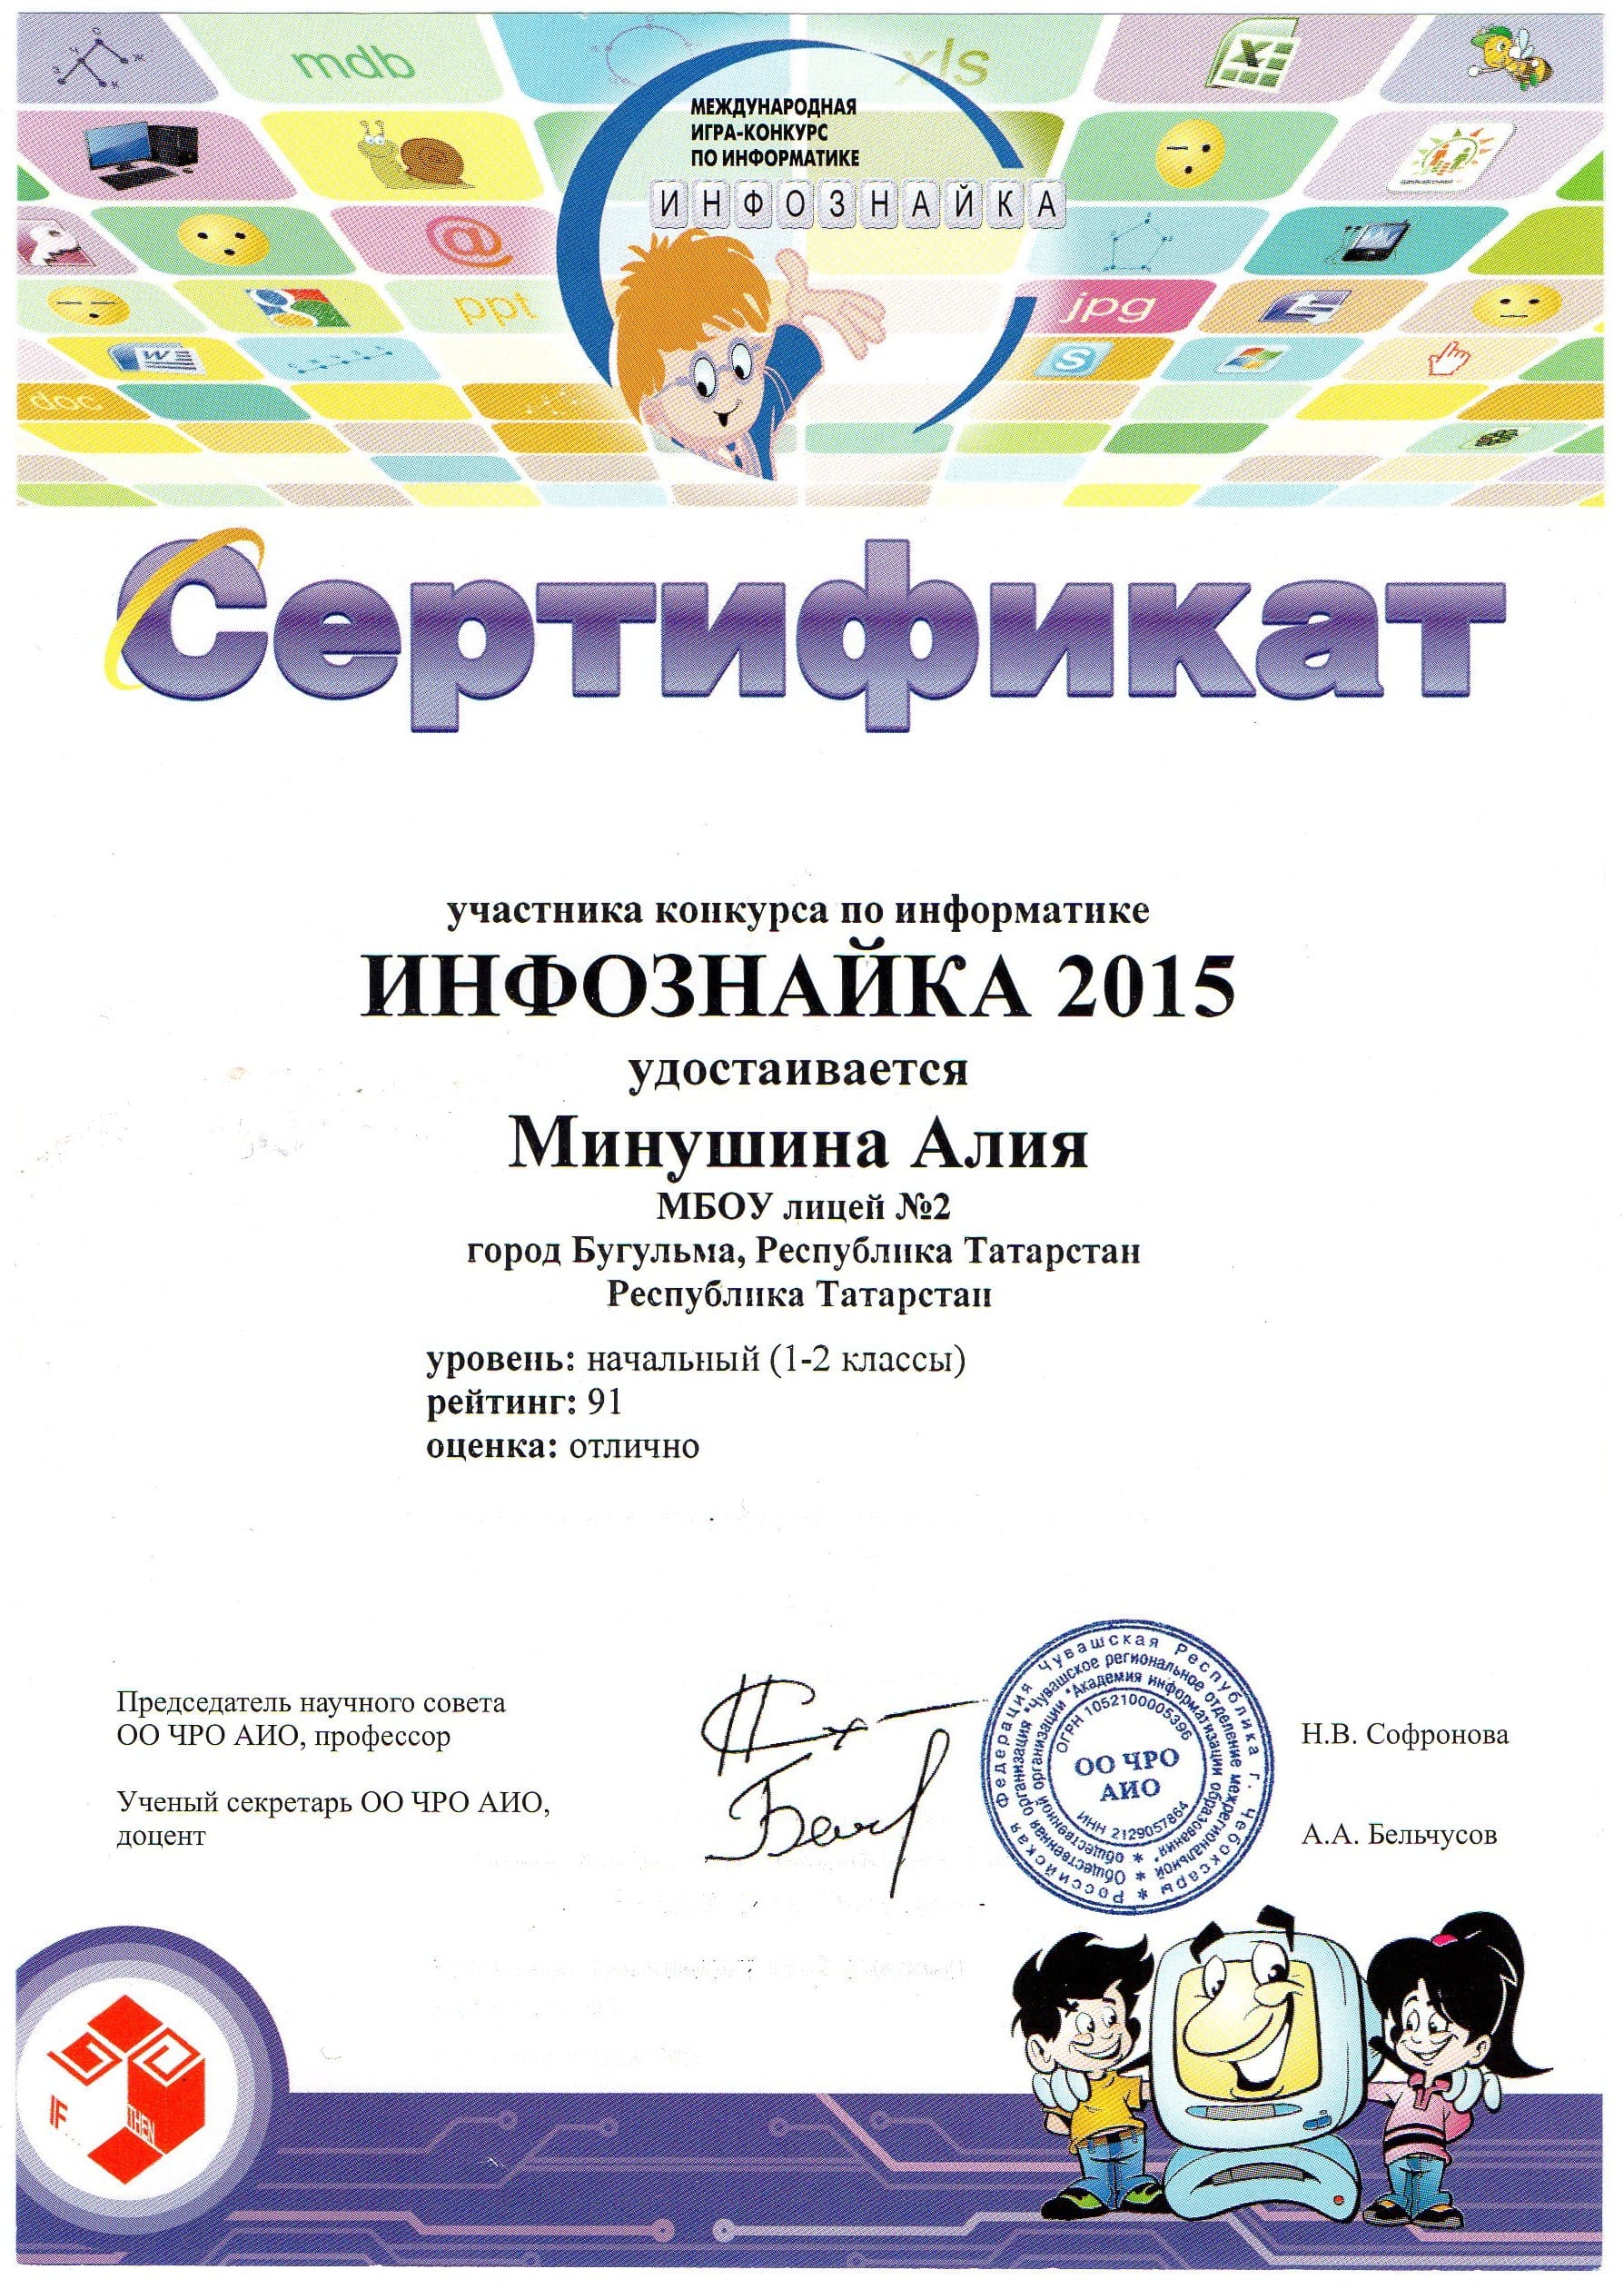 mdb
xls
МЕЖДУНАРОДНАЯ
ИГРА-КОНКУРС
ПО ИНФОРМАТИКЕ
ИНФОЗНАЙКА
@
ppt
jpg
W
S
doc
Сертификат
участника конкурса по информатике
ИНФОЗНАЙКА 2015
удостаивается
Минушина Алия
МБОУ лицей №2
город Бугульма, Республика Татарстан
Республика Татарстан
уровень: начальный (1-2 классы)
рейтинг: 91
оценка: отлично
Председатель научного совета
ОО ЧРО АИО, профессор
Н.В. Софронова
Ученый секретарь ОО ЧРО АИО,
доцент
А.А. Бельчусов
Российская Федерация Чувашская Республика г. Чебоксары
Общественная организация "Чувашское региональное отделение межрегиональной
общественной организации "Академия информатизации образования"
ОГРН 1052100005396
ОО ЧРО
АИО
ИНН 2129057864
IF
THEN